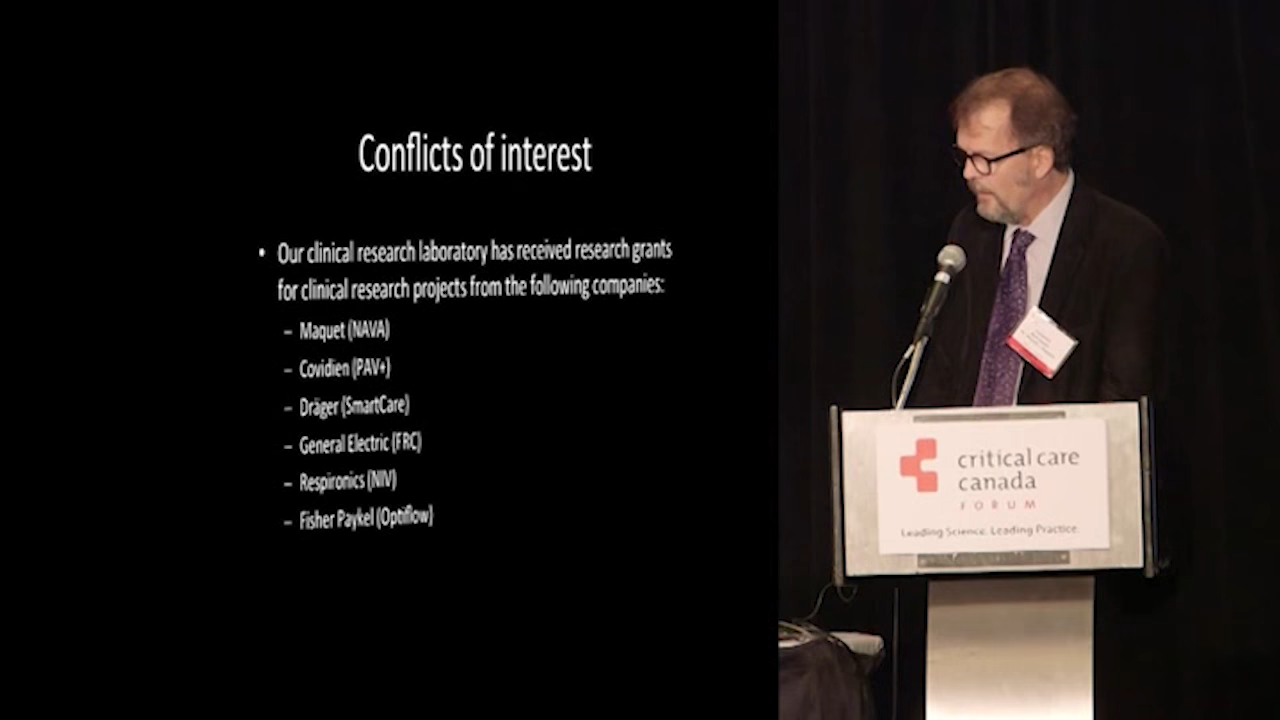 Conflicts of interest
• Our clinical research laboratory has received research grants
for clinical research projects from the following companies:
– Maquet (NAVA)
– Covidien (PAV+)
– Dräger (SmartCare)
– General Electric (FRC)
– Respironics (NIV)
– Fisher Paykel (Optiflow)
critical care
canada
FORUM
Leading Science. Leading Practice.